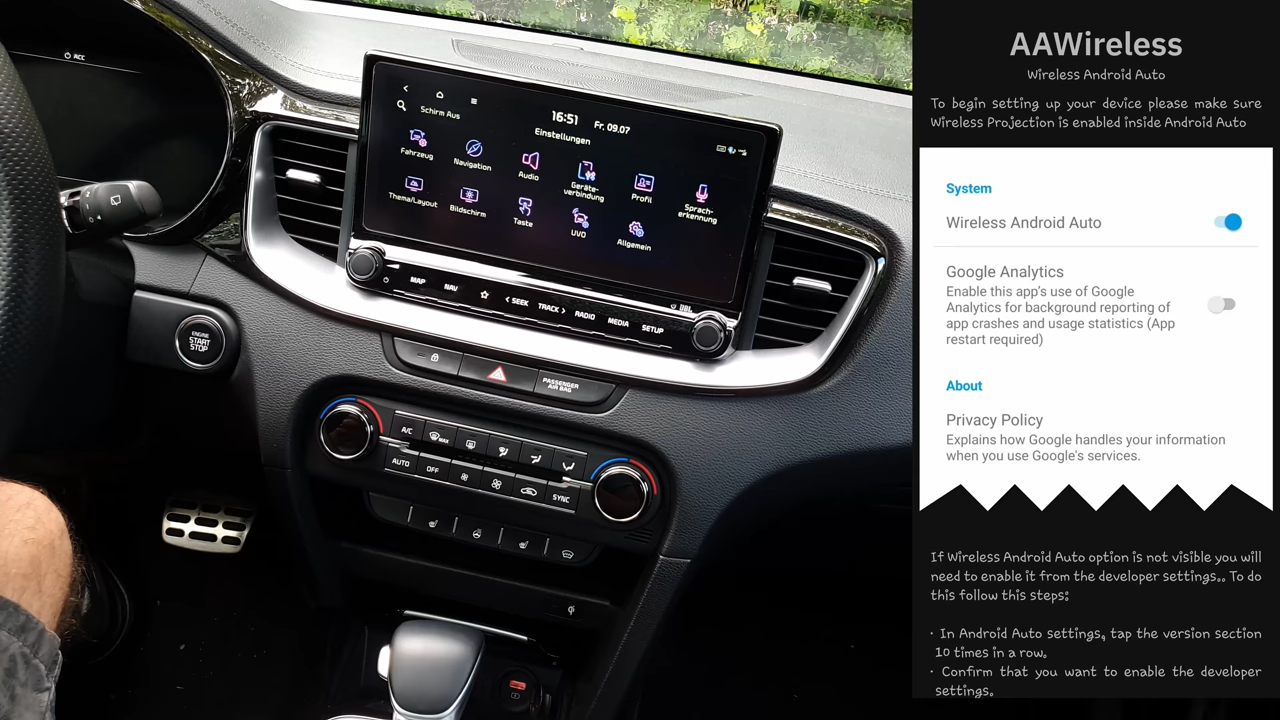 ACC
16:51
Fr. 09.07
Schirm Aus
Einstellungen
Fahrzeug
Navigation
Audio
Geräte-
verbindung
Profil
Sprach-
erkennung
Thema/Layout
Bildschirm
Taste
Taste
UVO
Allgemein
MAP
NAV
< SEEK
TRACK >
RADIO
MEDIA
SETUP
JBL
ENGINE
START
STOP
PASSENGER
AIR BAG
A/C
MAX
AUTO
OFF
SYNC
AAWireless
Wireless Android Auto
To begin setting up your device please make sure
Wireless Projection is enabled inside Android Auto
System
Wireless Android Auto
Google Analytics
Enable this app's use of Google
Analytics for background reporting of
app crashes and usage statistics (App
restart required)
About
Privacy Policy
Explains how Google handles your information
when you use Google's services.
If Wireless Android Auto option is not visible you will
need to enable it from the developer settings.. To do
this follow this steps:
· In Android Auto settings, tap the version section
10 times in a row.
· Confirm that you want to enable the developer
settings.